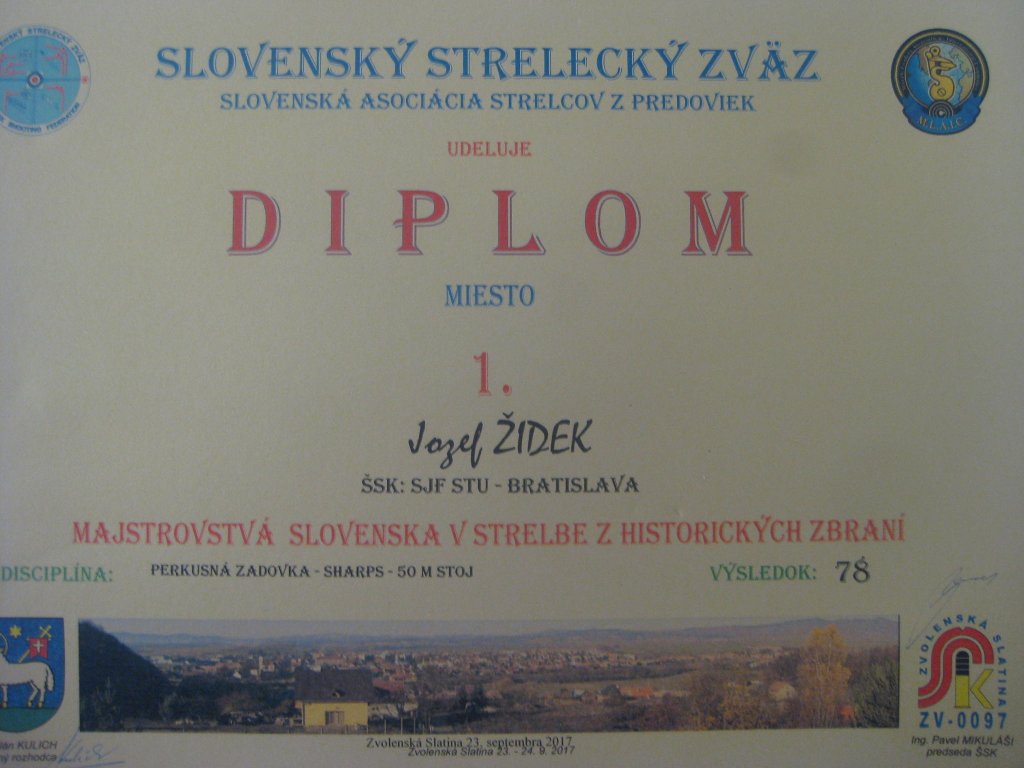 SLOVENSKÝ STRELECKÝ ZVÄZ
SLOVENSKÁ ASOCIÁCIA STRELCOV Z PREDOVIEK
M.L.A.I.C.
UDELUJE
DIPLOM
MIESTO
1.
Jozef ŽIDEK
ŠSK: SJF STU - BRATISLAVA
MAJSTROVSTVÁ SLOVENSKA V STRELBE Z HISTORICKÝCH ZBRANÍ
DISCIPLÍNA: PERKUSNÁ ZADOVKA - SHARPS - 50 M STOJ VÝSLEDOK: 78
ZVOLENSKÁ SLATINA
ŠSK
ZV-0097
KULICH
rozhodca
Zvolenská Slatina 23. septembra 2017
Zvolenská Slatina 23. - 24. 9. 2017
Ing. Pavel MIKULÁŠI
predseda ŠSK